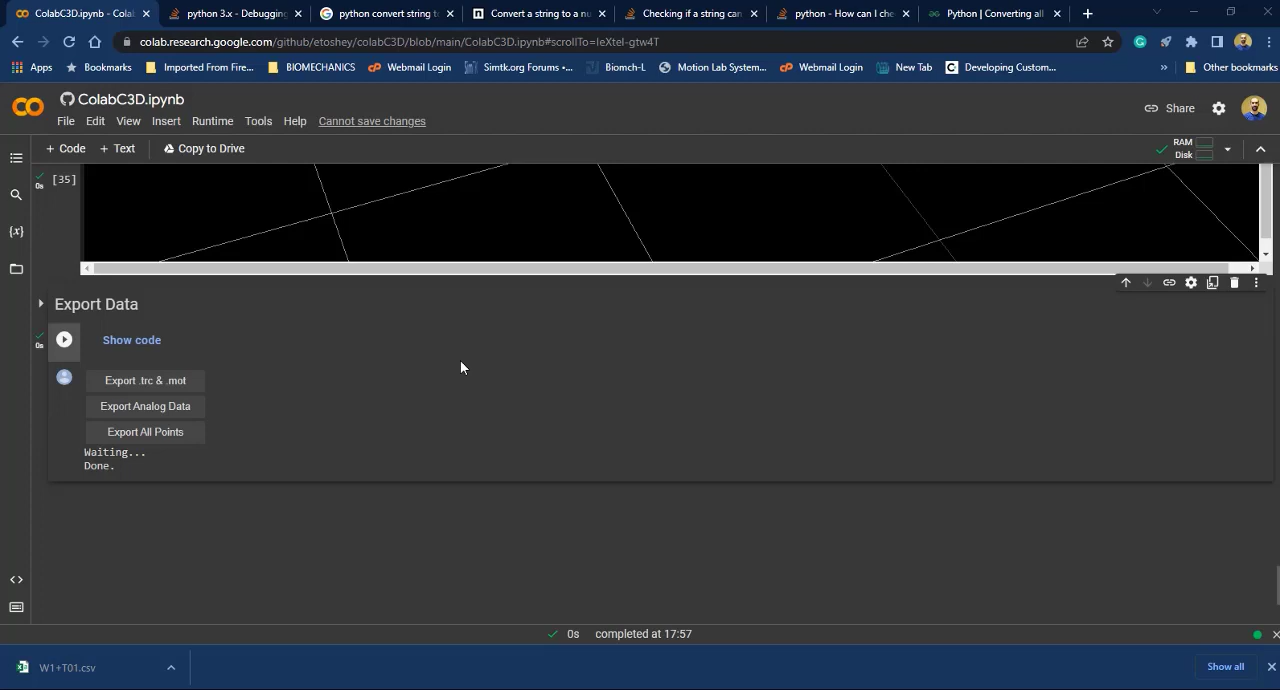 ColabC3D.ipynb - Cola
python 3.x - Debugging
python convert string to
Convert a string to a nu
Checking if a string can
python - How can I che
Python | Converting all
colab.research.google.com/github/etoshey/colabC3D/blob/main/ColabC3D.ipynb#scrollTo=IeXtel-gtw4T
Apps
Bookmarks
Imported From Fire...
BIOMECHANICS
Webmail Login
Simtk.org Forums •...
Biomch-L
Motion Lab System...
Webmail Login
New Tab
Developing Custom...
»
Other bookmarks
ColabC3D.ipynb
Share
File Edit View Insert Runtime Tools Help Cannot save changes
+ Code + Text Copy to Drive
RAM
Disk
0s
[35]
Export Data
Show code
0s
Export .trc & .mot
Export Analog Data
Export All Points
Waiting...
Done.
0s completed at 17:57
W1+T01.csv
Show all